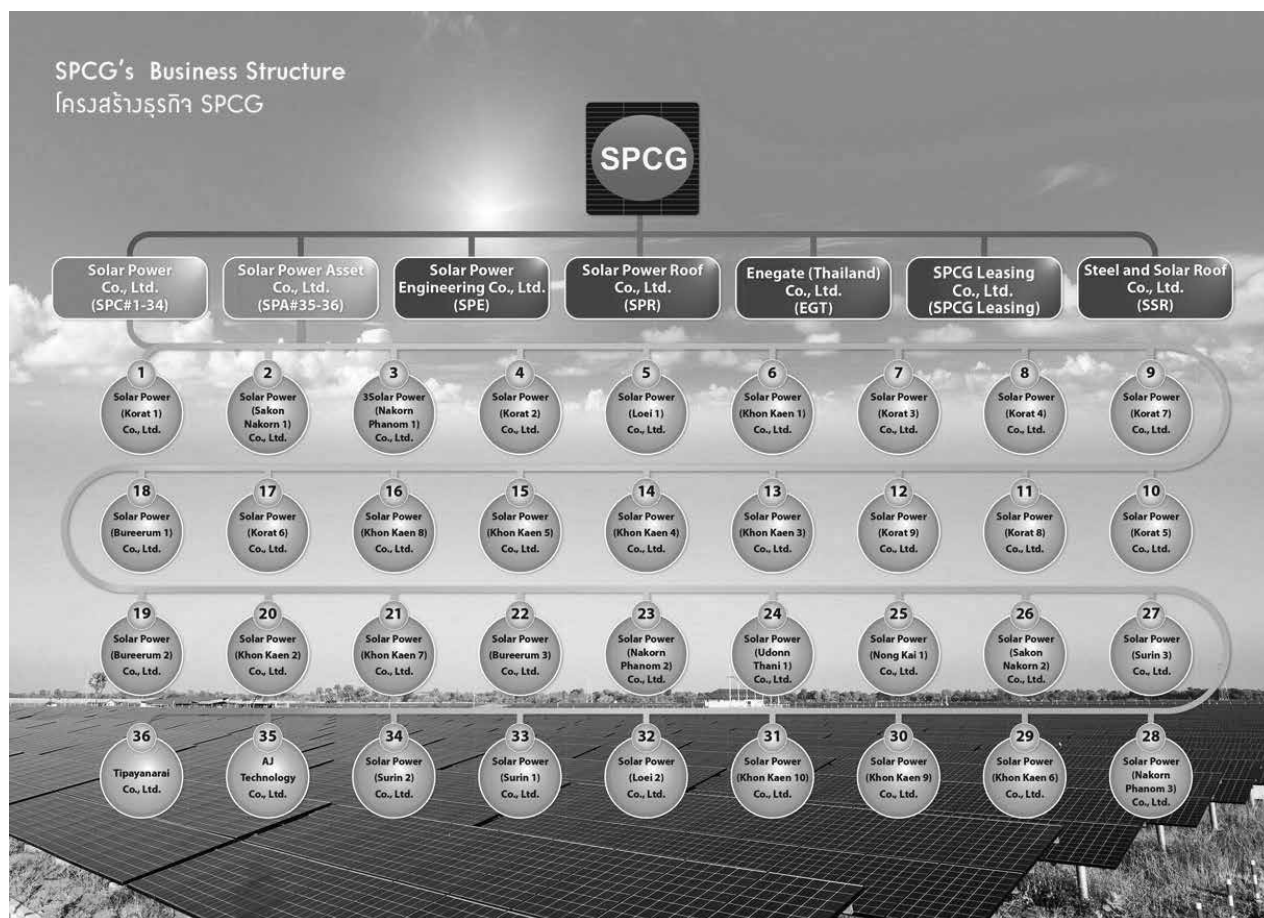 SPCG's Business Structure
โครงสร้างธุรกิจ SPCG
SPCG
Solar Power
Co., Ltd.
(SPC#1-34)
Solar Power Asset
Co., Ltd.
(SPA#35-36)
Solar Power
Engineering Co., Ltd.
(SPE)
Solar Power Roof
Co., Ltd.
(SPR)
Enegate (Thailand)
Co., Ltd.
(EGT)
SPCG Leasing
Co., Ltd.
(SPCG Leasing)
Steel and Solar Roof
Co., Ltd.
(SSR)
1
Solar Power
(Korat 1)
Co., Ltd.
2
Solar Power
(Sakon
Nakorn 1)
Co., Ltd.
3
3Solar Power
(Nakorn
Phanom 1)
Co., Ltd.
4
Solar Power
(Korat 2)
Co., Ltd.
5
Solar Power
(Loei 1)
Co., Ltd.
6
Solar Power
(Khon Kaen 1)
Co., Ltd.
7
Solar Power
(Korat 3)
Co., Ltd.
8
Solar Power
(Korat 4)
Co., Ltd.
9
Solar Power
(Korat 7)
Co., Ltd.
18
Solar Power
(Bureerum 1)
Co., Ltd.
17
Solar Power
(Korat 6)
Co., Ltd.
16
Solar Power
(Khon Kaen 8)
Co., Ltd.
15
Solar Power
(Khon Kaen 5)
Co., Ltd.
14
Solar Power
(Khon Kaen 4)
Co., Ltd.
13
Solar Power
(Khon Kaen 3)
Co., Ltd.
12
Solar Power
(Korat 9)
Co., Ltd.
11
Solar Power
(Korat 8)
Co., Ltd.
10
Solar Power
(Korat 5)
Co., Ltd.
19
Solar Power
(Bureerum 2)
Co., Ltd.
20
Solar Power
(Khon Kaen 2)
Co., Ltd.
21
Solar Power
(Khon Kaen 7)
Co., Ltd.
22
Solar Power
(Bureerum 3)
Co., Ltd.
23
Solar Power
(Nakorn
Phanom 2)
Co., Ltd.
24
Solar Power
(Udonn
Thani 1)
Co., Ltd.
25
Solar Power
(Nong Kai 1)
Co., Ltd.
26
Solar Power
(Sakon
Nakorn 2)
Co., Ltd.
27
Solar Power
(Surin 3)
Co., Ltd.
36
Tipayanarai
Co., Ltd.
35
AJ
Technology
Co., Ltd.
34
Solar Power
(Surin 2)
Co., Ltd.
33
Solar Power
(Surin 1)
Co., Ltd.
32
Solar Power
(Loei 2)
Co., Ltd.
31
Solar Power
(Khon Kaen 10)
Co., Ltd.
30
Solar Power
(Khon Kaen 9)
Co., Ltd.
29
Solar Power
(Khon Kaen 6)
Co., Ltd.
28
Solar Power
(Nakorn
Phanom 3)
Co., Ltd.